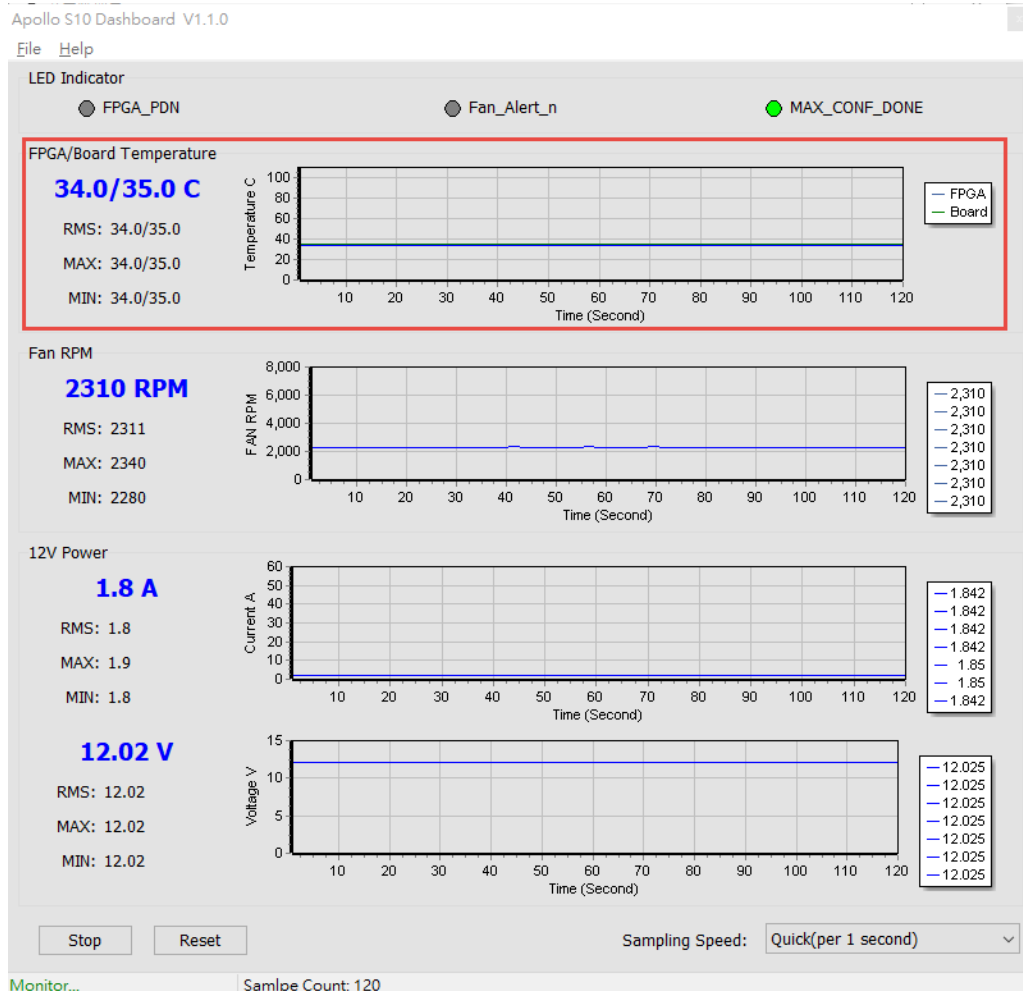 Apollo S10 Dashboard V1.1.0
File Help
LED Indicator
FPGA_PDN Fan_Alert_n MAX_CONF_DONE
FPGA/Board Temperature
34.0/35.0 C
RMS: 34.0/35.0
MAX: 34.0/35.0
MIN: 34.0/35.0
Temperature C
100
80
60
40
20
0
10 20 30 40 50 60 70 80 90 100 110 120
Time (Second)
FPGA
Board
Fan RPM
2310 RPM
RMS: 2311
MAX: 2340
MIN: 2280
FAN RPM
8,000
6,000
4,000
2,000
0
10 20 30 40 50 60 70 80 90 100 110 120
Time (Second)
2,310
2,310
2,310
2,310
2,310
2,310
2,310
12V Power
1.8 A
RMS: 1.8
MAX: 1.9
MIN: 1.8
Current A
60
50
40
30
20
10
0
10 20 30 40 50 60 70 80 90 100 110 120
Time (Second)
1.842
1.842
1.842
1.842
1.85
1.85
1.842
12.02 V
RMS: 12.02
MAX: 12.02
MIN: 12.02
Voltage V
15
10
5
0
10 20 30 40 50 60 70 80 90 100 110 120
Time (Second)
12.025
12.025
12.025
12.025
12.025
12.025
12.025
Stop Reset Sampling Speed: Quick(per 1 second)
Monitor... Samlpe Count: 120